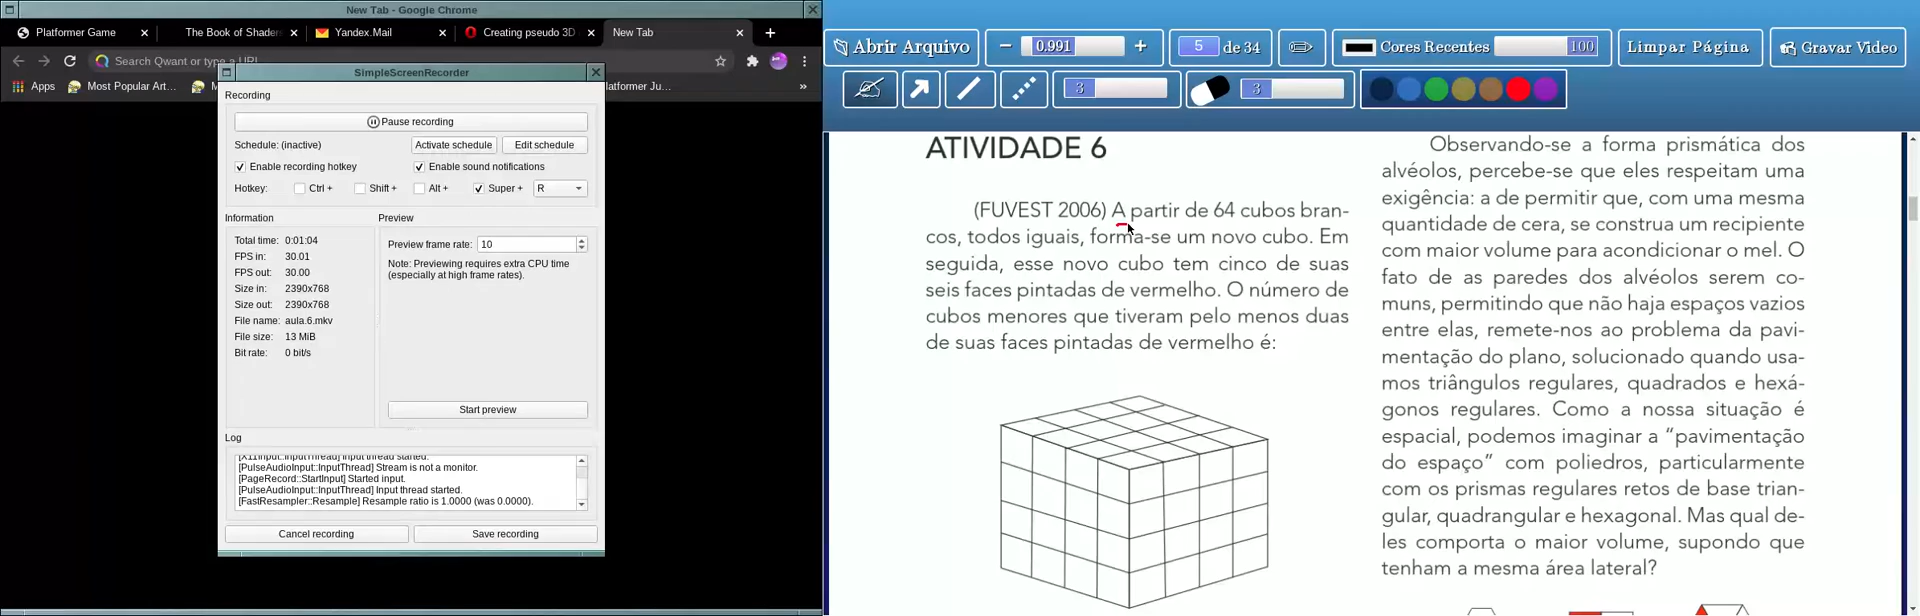 New Tab - Google Chrome
Platformer Game
The Book of Shader
Yandex.Mail
Creating pseudo 3D
New Tab
Search Qwant or type a URL
Apps
Most Popular Art...
M
latformer Ju...
»
SimpleScreenRecorder
Recording
Pause recording
Schedule: (inactive)
Activate schedule
Edit schedule
Enable recording hotkey
Enable sound notifications
Hotkey:
Ctrl +
Shift +
Alt +
Super +
R
Information
Total time: 0:01:04
FPS in: 30.01
FPS out: 30.00
Size in: 2390x768
Size out: 2390x768
File name: aula.6.mkv
File size: 13 MiB
Bit rate: 0 bit/s
Preview
Preview frame rate: 10
Note: Previewing requires extra CPU time
(especially at high frame rates).
Start preview
Log
[X11Input::InputThread] Input thread started.
[PulseAudioInput::InputThread] Stream is not a monitor.
[PageRecord::StartInput] Started input.
[PulseAudioInput::InputThread] Input thread started.
[FastResampler::Resample] Resample ratio is 1.0000 (was 0.0000).
Cancel recording
Save recording
Abrir Arquivo
− 0.991 +
5 de 34
Cores Recentes 100
Limpar Página
Gravar Video
3
3
ATIVIDADE 6
(FUVEST 2006) A partir de 64 cubos bran-
cos, todos iguais, forma-se um novo cubo. Em
seguida, esse novo cubo tem cinco de suas
seis faces pintadas de vermelho. O número de
cubos menores que tiveram pelo menos duas
de suas faces pintadas de vermelho é:
Observando-se a forma prismática dos
alvéolos, percebe-se que eles respeitam uma
exigência: a de permitir que, com uma mesma
quantidade de cera, se construa um recipiente
com maior volume para acondicionar o mel. O
fato de as paredes dos alvéolos serem co-
muns, permitindo que não haja espaços vazios
entre elas, remete-nos ao problema da pavi-
mentação do plano, solucionado quando usa-
mos triângulos regulares, quadrados e hexá-
gonos regulares. Como a nossa situação é
espacial, podemos imaginar a “pavimentação
do espaço” com poliedros, particularmente
com os prismas regulares retos de base trian-
gular, quadrangular e hexagonal. Mas qual de-
les comporta o maior volume, supondo que
tenham a mesma área lateral?